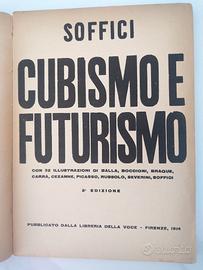 SOFFICI
CUBISMO E
FUTURISMO
CON 32 ILLUSTRAZIONI DI BALLA, BOCCIONI, BRAQUE,
CARRÀ, CEZANNE, PICASSO, RUSSOLO, SEVERINI, SOFFICI
2ª EDIZIONE
PUBBLICATO DALLA LIBRERIA DELLA VOCE - FIRENZE, 1914
subito